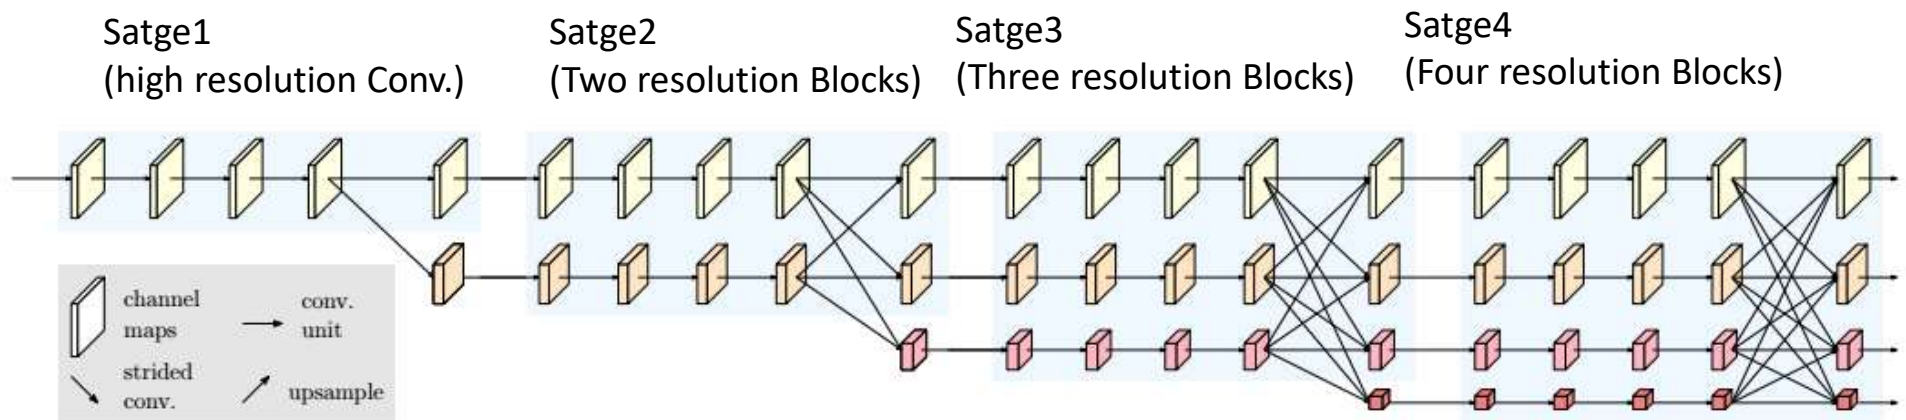 Satge1
(high resolution Conv.)
Satge2
(Two resolution Blocks)
Satge3
(Three resolution Blocks)
Satge4
(Four resolution Blocks)
channel
maps
conv.
unit
strided
conv.
upsample